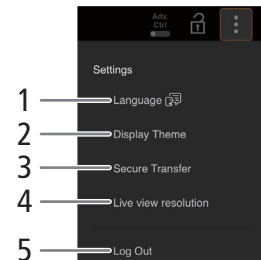 Adv.
Ctrl
Settings
1 Language
2 Display Theme
3 Secure Transfer
4 Live view resolution
5 Log Out